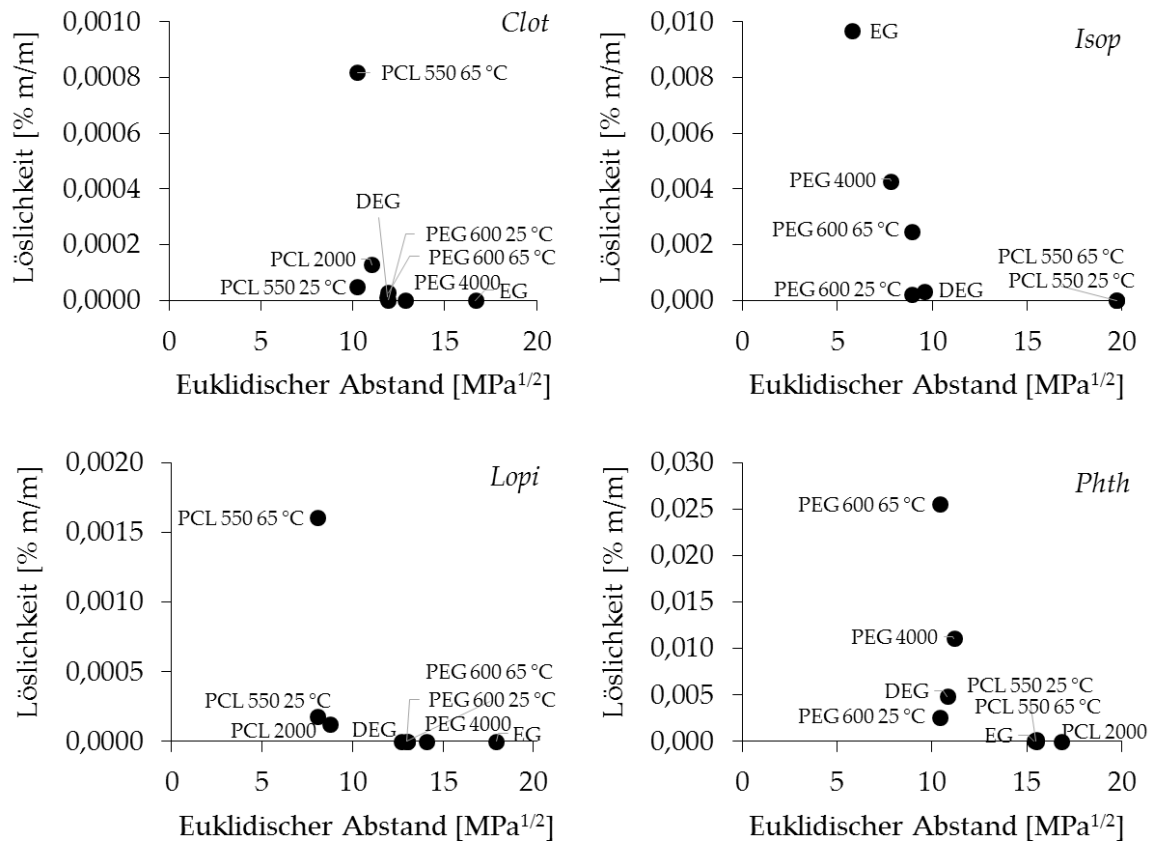 Clot
Löslichkeit [% m/m]
0,0010
0,0008
0,0006
0,0004
0,0002
0,0000
PCL 550 65 °C
DEG
PEG 600 25 °C
PCL 2000
PEG 600 65 °C
PCL 550 25 °C
PEG 4000
EG
0
5
10
15
20
Euklidischer Abstand [MPa1/2]
Isop
Löslichkeit [% m/m]
0,010
0,008
0,006
0,004
0,002
0,000
EG
PEG 4000
PEG 600 65 °C
PCL 550 65 °C
PCL 550 25 °C
PEG 600 25 °C
DEG
0
5
10
15
20
Euklidischer Abstand [MPa1/2]
Lopi
Löslichkeit [% m/m]
0,0020
0,0015
0,0010
0,0005
0,0000
PCL 550 65 °C
PEG 600 65 °C
PCL 550 25 °C
PEG 600 25 °C
PCL 2000
DEG
PEG 4000
EG
0
5
10
15
20
Euklidischer Abstand [MPa1/2]
Phth
Löslichkeit [% m/m]
0,030
0,025
0,020
0,015
0,010
0,005
0,000
PEG 600 65 °C
PEG 4000
DEG
PCL 550 25 °C
PEG 600 25 °C
PCL 550 65 °C
EG
PCL 2000
0
5
10
15
20
Euklidischer Abstand [MPa1/2]